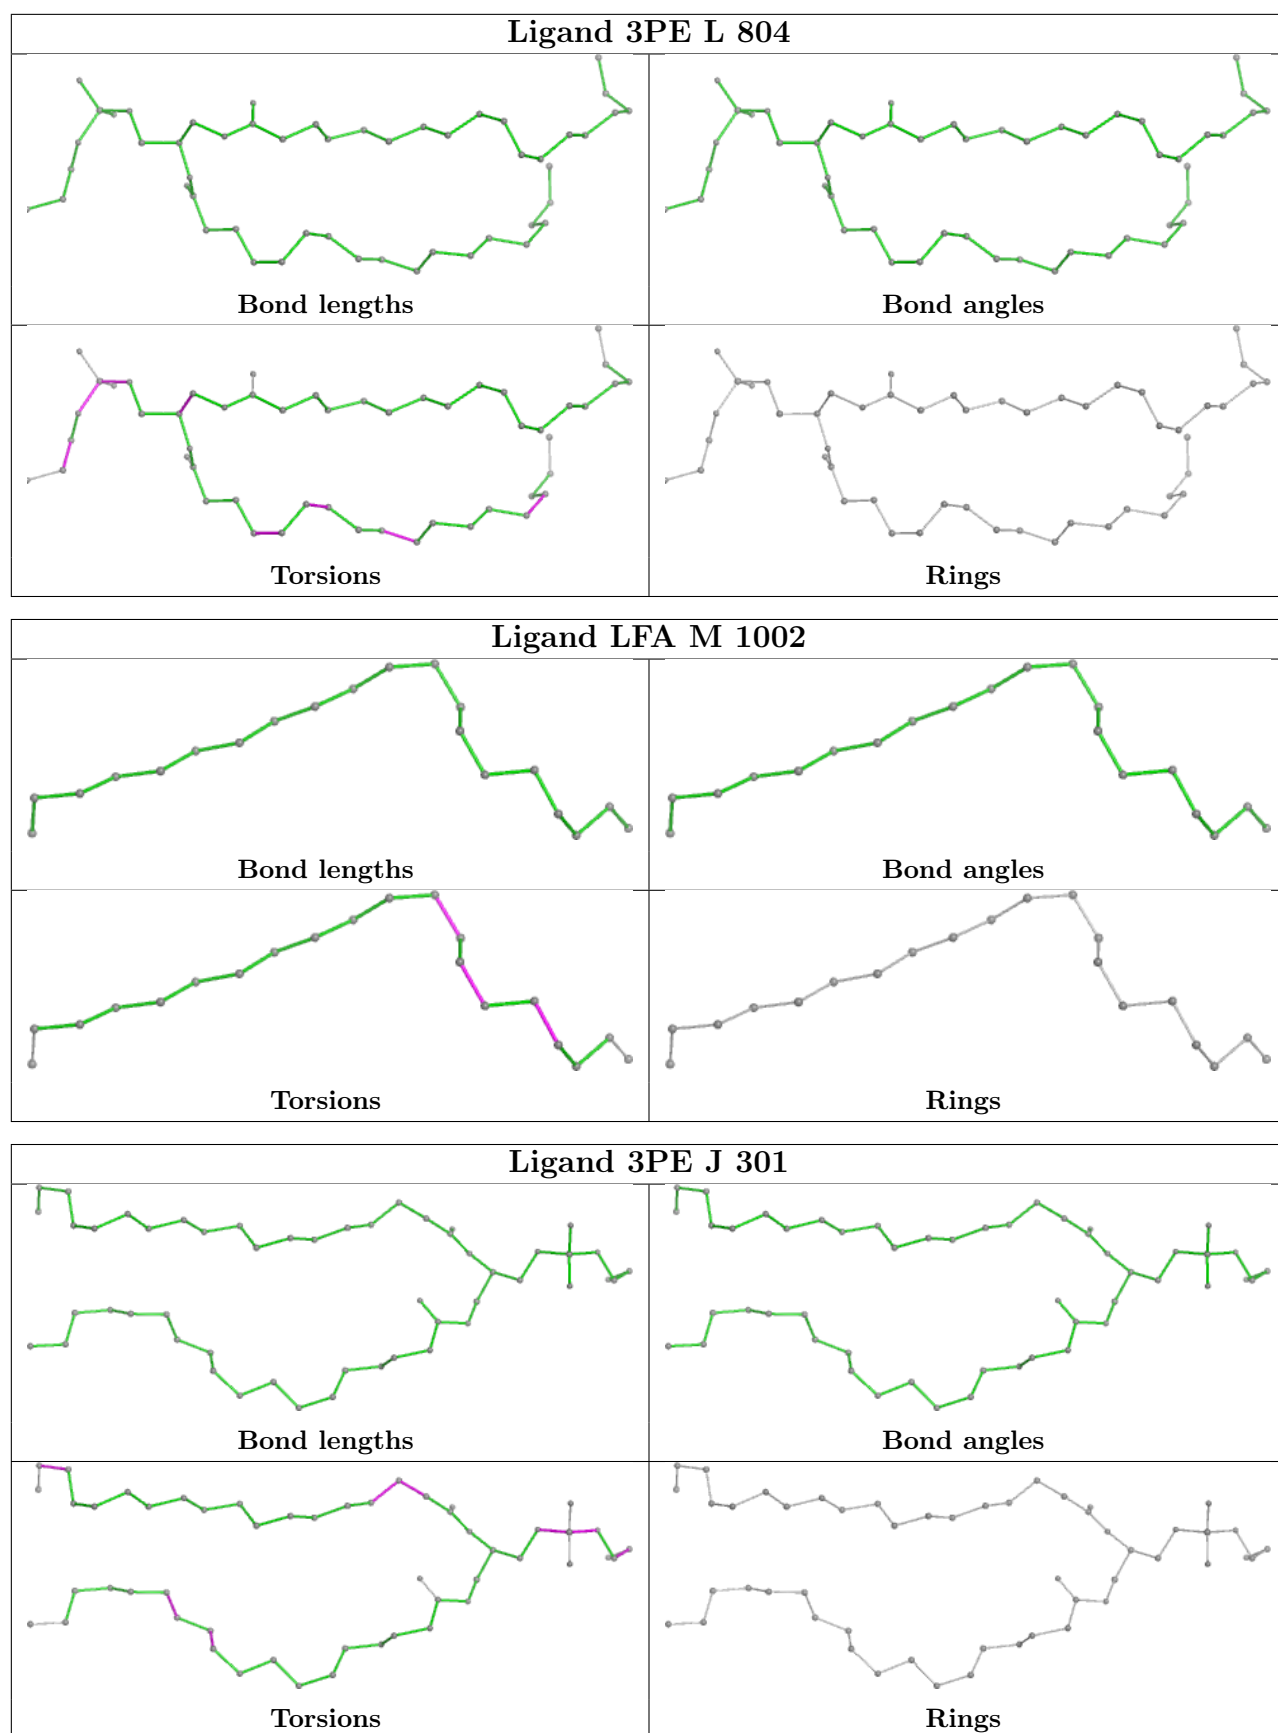 Ligand 3PE L 804
Bond lengths
Bond angles
Torsions
Rings
Ligand LFA M 1002
Bond lengths
Bond angles
Torsions
Rings
Ligand 3PE J 301
Bond lengths
Bond angles
Torsions
Rings